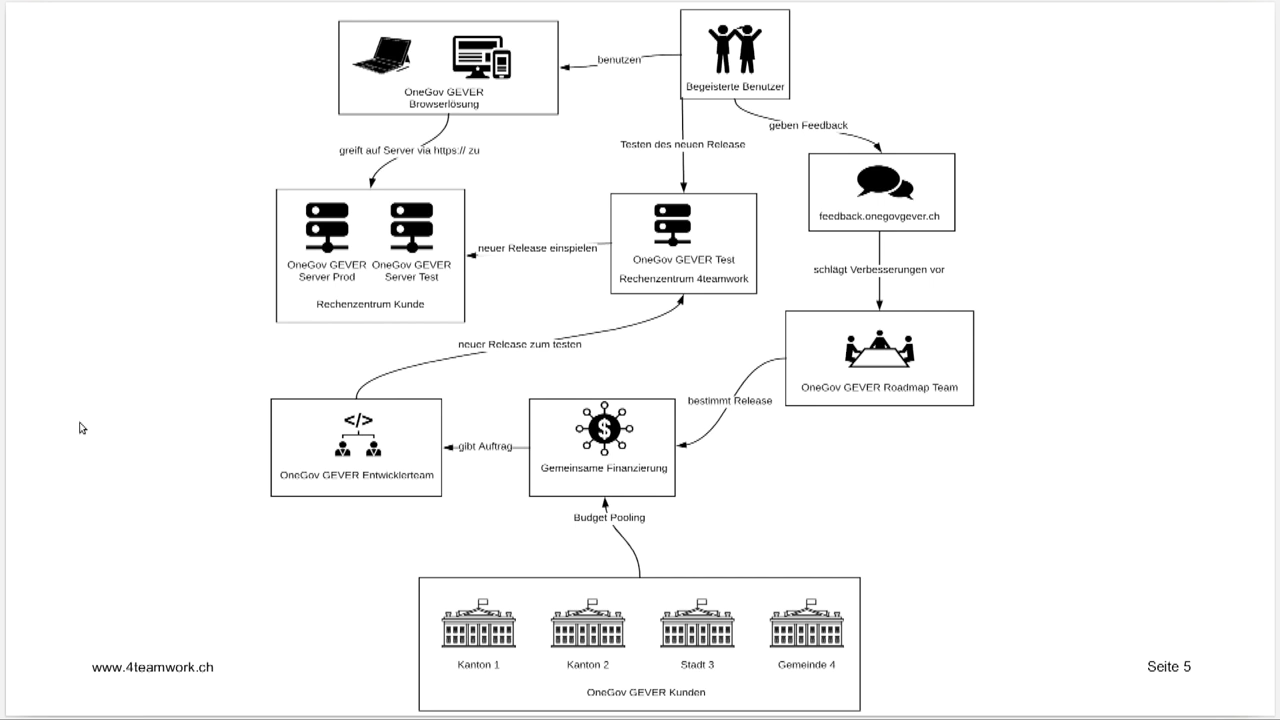 benutzen
Begeisterte Benutzer
OneGov GEVER
Browserlösung
geben Feedback
greift auf Server via https:// zu
Testen des neuen Release
feedback.onegovgever.ch
OneGov GEVER
Server Prod
OneGov GEVER
Server Test
Rechenzentrum Kunde
neuer Release einspielen
OneGov GEVER Test
Rechenzentrum 4teamwork
schlägt Verbesserungen vor
neuer Release zum testen
OneGov GEVER Roadmap Team
bestimmt Release
</>
OneGov GEVER Entwicklerteam
gibt Auftrag
$
Gemeinsame Finanzierung
Budget Pooling
Kanton 1
Kanton 2
Stadt 3
Gemeinde 4
OneGov GEVER Kunden
www.4teamwork.ch
Seite 5